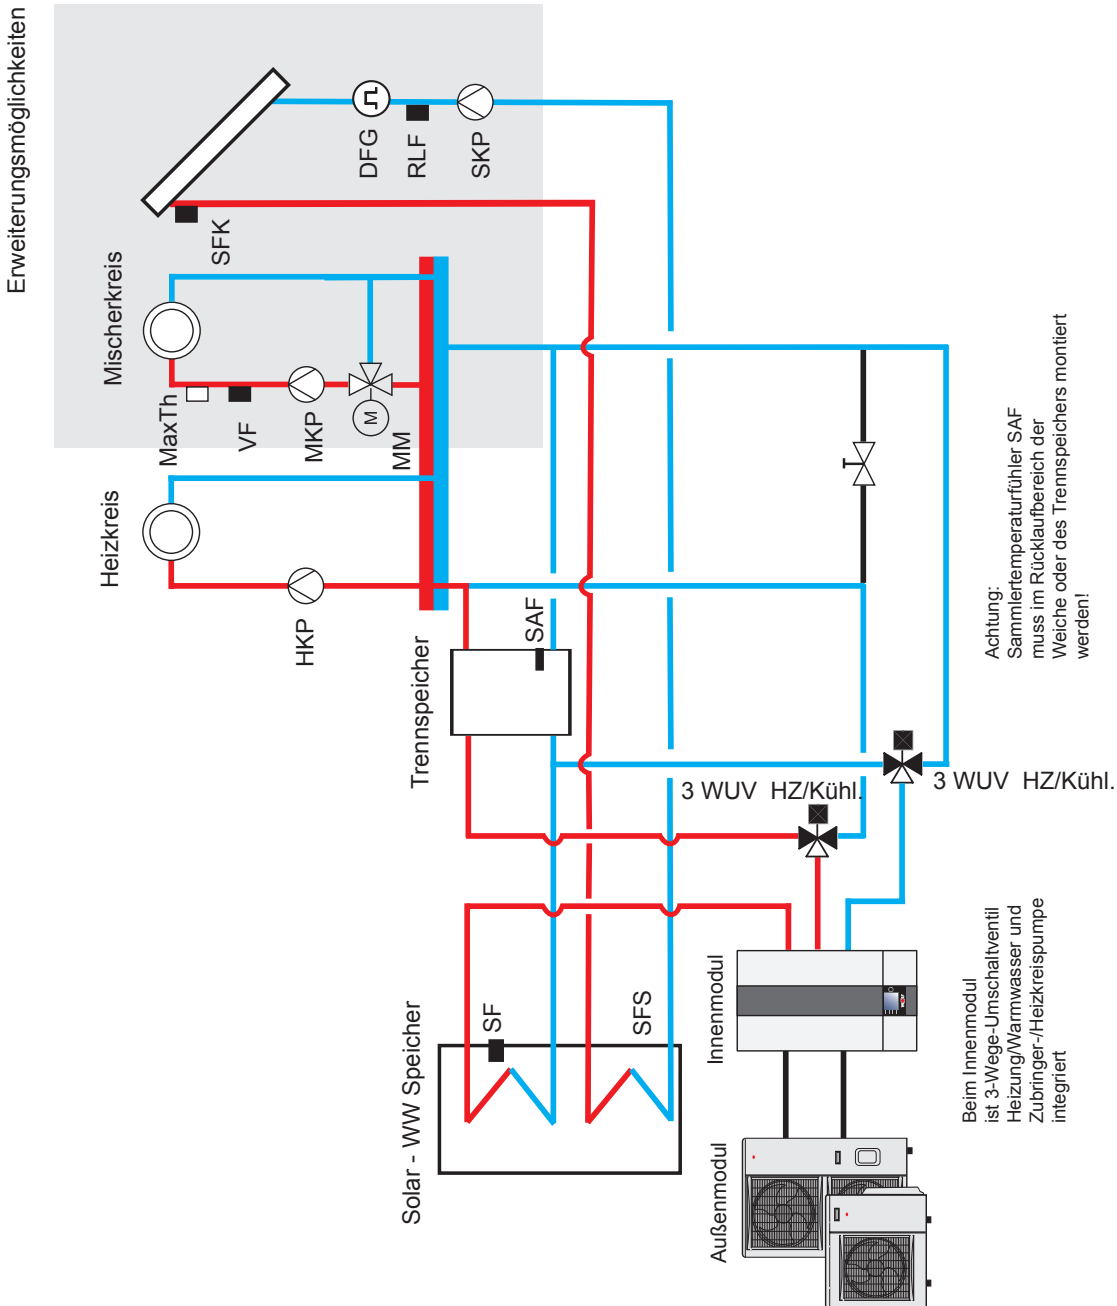 Erweiterungsmöglichkeiten
DFG
RLF
SKP
SFK
Mischerkreis
MaxTh
VF
MKP
MM
M
Heizkreis
HKP
Trennspeicher
SAF
Achtung:
Sammlertemperaturfühler SAF
muss im Rücklaufbereich der
Weiche oder des Trennspeichers montiert
werden!
3 WUV HZ/Kühl.
3 WUV HZ/Kühl.
Solar - WW Speicher
SF
SFS
Innenmodul
Außenmodul
Beim Innenmodul
ist 3-Wege-Umschaltventil
Heizung/Warmwasser und
Zubringer-/Heizkreispumpe
integriert